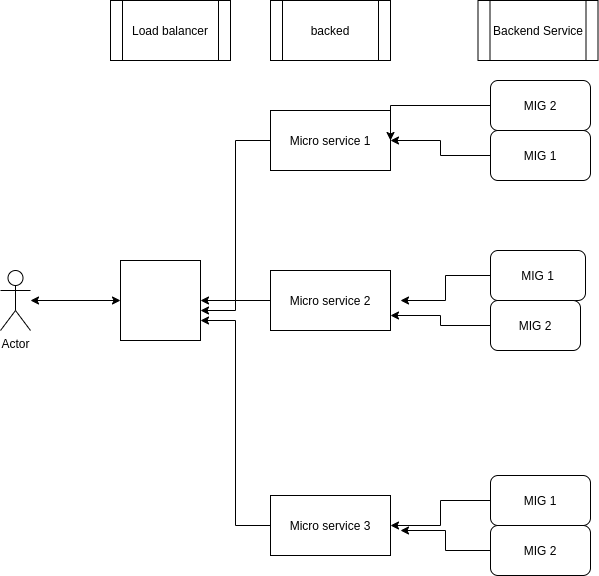 Load balancer
backed
Backend Service
MIG 2
Micro service 1
MIG 1
MIG 1
Micro service 2
MIG 2
Actor
MIG 1
Micro service 3
MIG 2